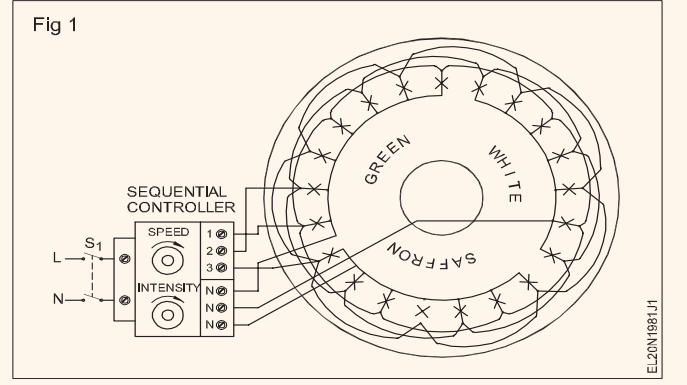 Fig 1
SEQUENTIAL
CONTROLLER
SPEED
INTENSITY
1
2
3
N
N
N
L
S1
N
GREEN
WHITE
SAFFRON
EL20N1981J1